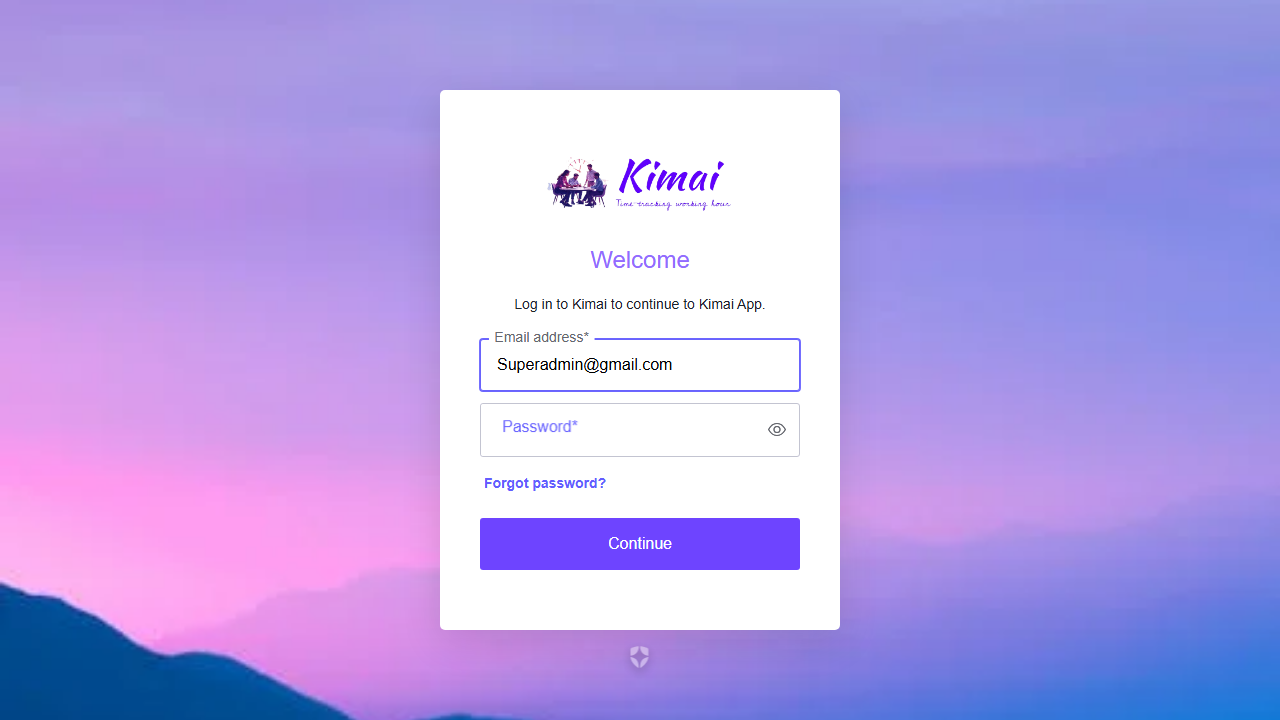 Kimai
Time tracking working hour
Welcome
Log in to Kimai to continue to Kimai App.
Email address*
Superadmin@gmail.com
Password*
Forgot password?
Continue